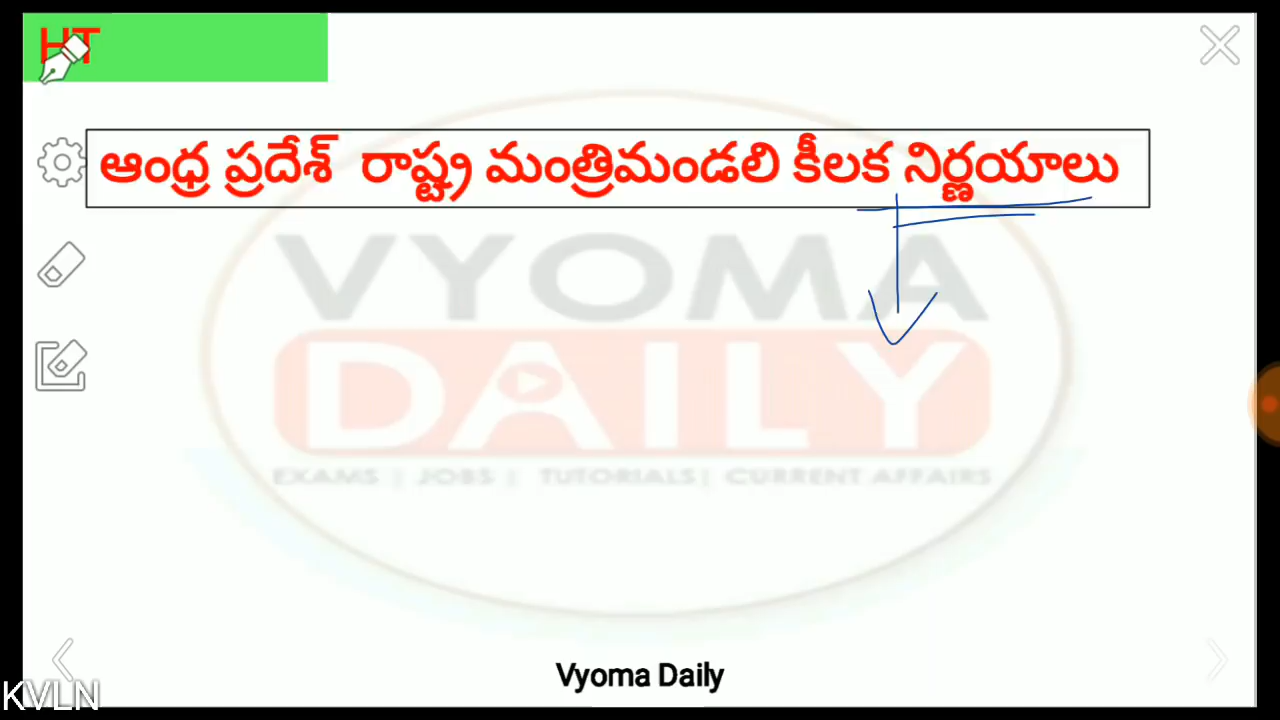 HT
ఆంధ్ర ప్రదేశ్ రాష్ట్ర మంత్రిమండలి కీలక నిర్ణయాలు
VYOMA
DAILY
EXAMS | JOBS | TUTORIALS | CURRENT AFFAIRS
Vyoma Daily
KVLN